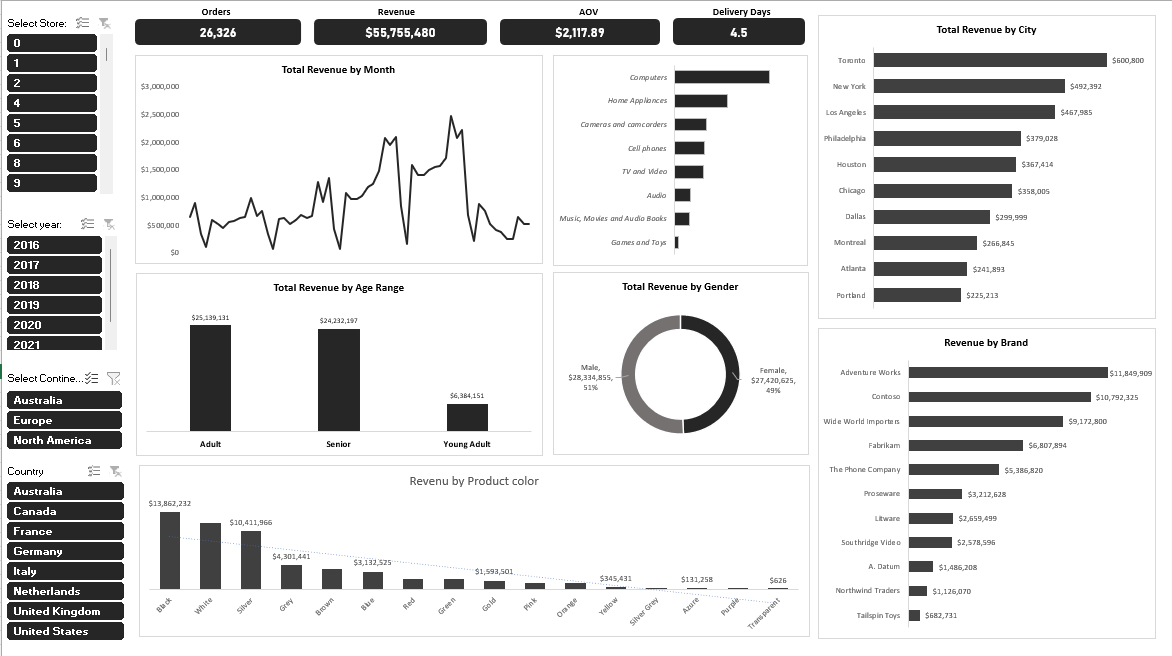 Select Store:
0
1
2
4
5
6
8
9
Select year:
2016
2017
2018
2019
2020
2021
Select Contine...
Australia
Europe
North America
Country
Australia
Canada
France
Germany
Italy
Netherlands
United Kingdom
United States
Orders
26,326
Revenue
$55,755,480
AOV
$2,117.89
Delivery Days
4.5
Total Revenue by Month
$3,000,000
$2,500,000
$2,000,000
$1,500,000
$1,000,000
$500,000
$0
Computers
Home Appliances
Cameras and camcorders
Cell phones
TV and Video
Audio
Music, Movies and Audio Books
Games and Toys
Total Revenue by Age Range
$25,139,131
$24,232,197
$6,384,151
Adult
Senior
Young Adult
Total Revenue by Gender
Male,
$28,334,855,
51%
Female,
$27,420,625,
49%
Revenu by Product color
$13,862,232
$10,411,966
$4,301,441
$3,132,525
$1,593,501
$345,431
$131,258
$626
Black
White
Silver
Grey
Brown
Blue
Red
Green
Gold
Pink
Orange
Yellow
Silver Grey
Azure
Purple
Transparent
Total Revenue by City
Toronto $600,800
New York $492,392
Los Angeles $467,985
Philadelphia $379,028
Houston $367,414
Chicago $358,005
Dallas $299,999
Montreal $266,845
Atlanta $241,893
Portland $225,213
Revenue by Brand
Adventure Works $11,849,909
Contoso $10,792,325
Wide World Importers $9,172,800
Fabrikam $6,807,894
The Phone Company $5,386,820
Proseware $3,212,628
Litware $2,659,499
Southridge Video $2,578,596
A. Datum $1,486,208
Northwind Traders $1,126,070
Tailspin Toys $682,731